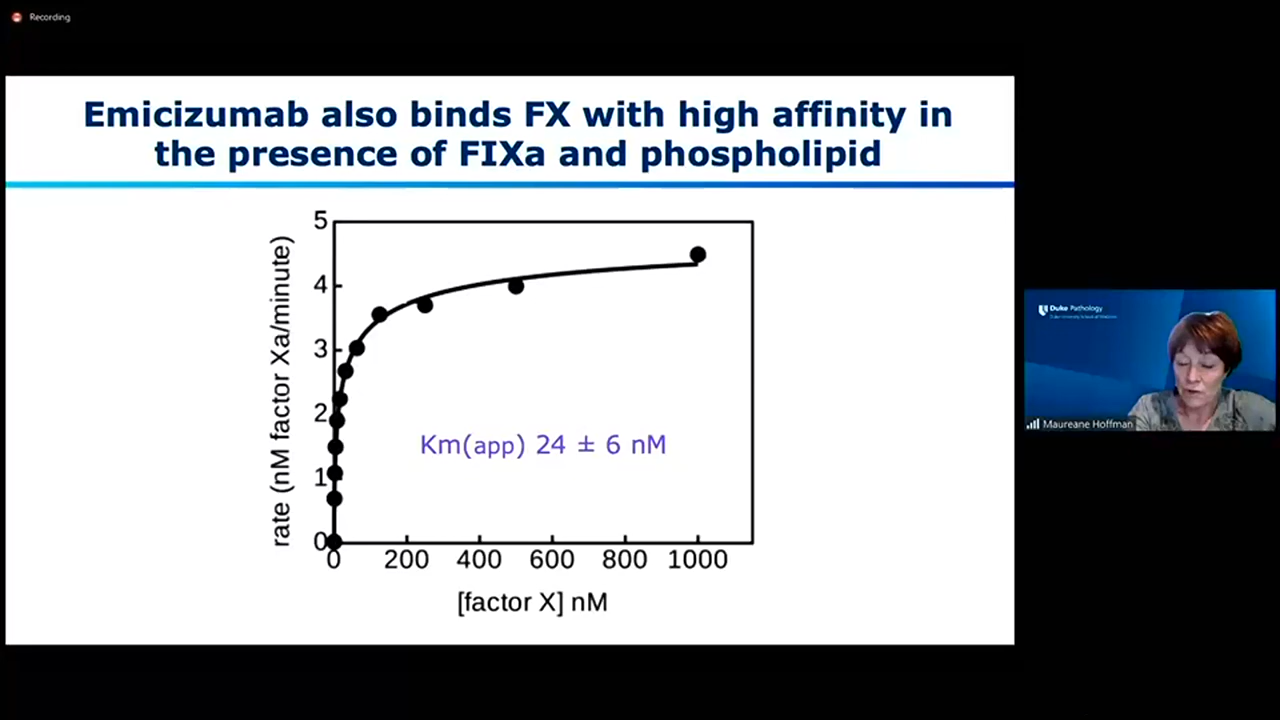 Recording
Emicizumab also binds FX with high affinity in
the presence of FIXa and phospholipid
rate (nM factor Xa/minute)
5
4
3
2
1
0
Km(app) 24 ± 6 nM
0 200 400 600 800 1000
[factor X] nM
Duke Pathology
Maureane Hoffman